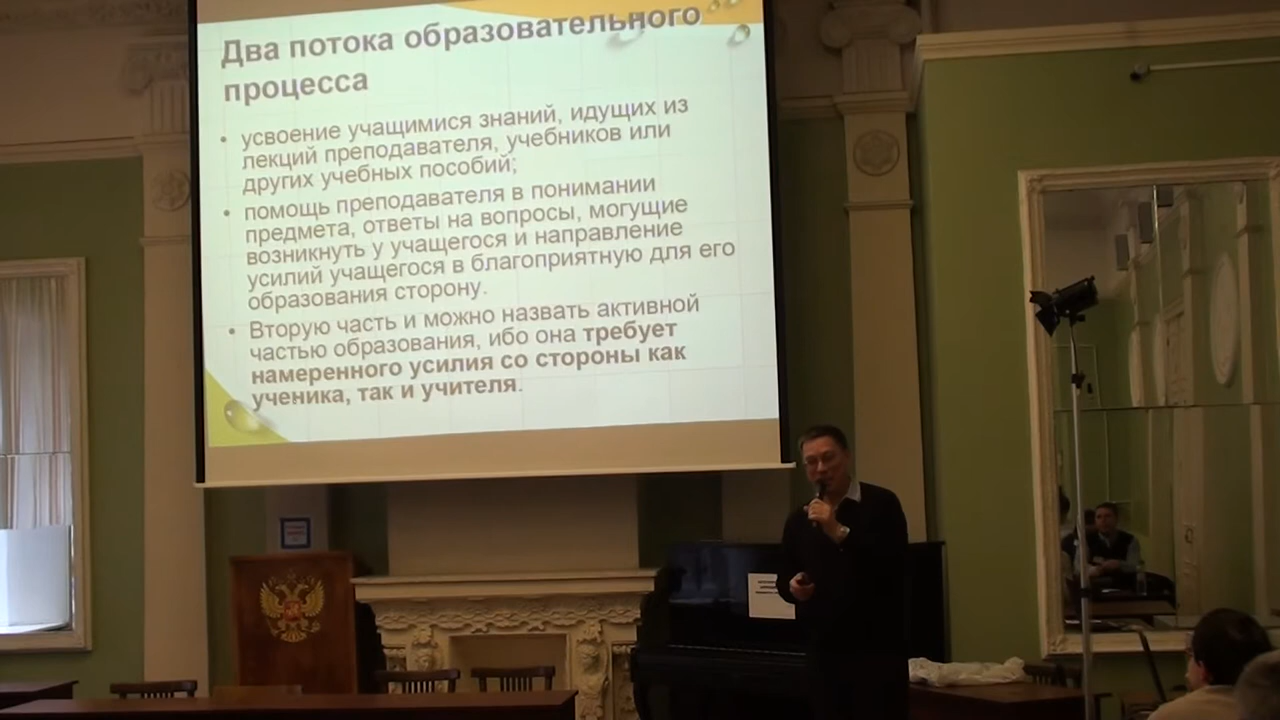 Два потока образовательного
процесса
• усвоение учащимися знаний, идущих из
лекций преподавателя, учебников или
других учебных пособий;
• помощь преподавателя в понимании
предмета, ответы на вопросы, могущие
возникнуть у учащегося и направление
усилий учащегося в благоприятную для его
образования сторону.
• Вторую часть и можно назвать активной
частью образования, ибо она требует
намеренного усилия со стороны как
ученика, так и учителя.